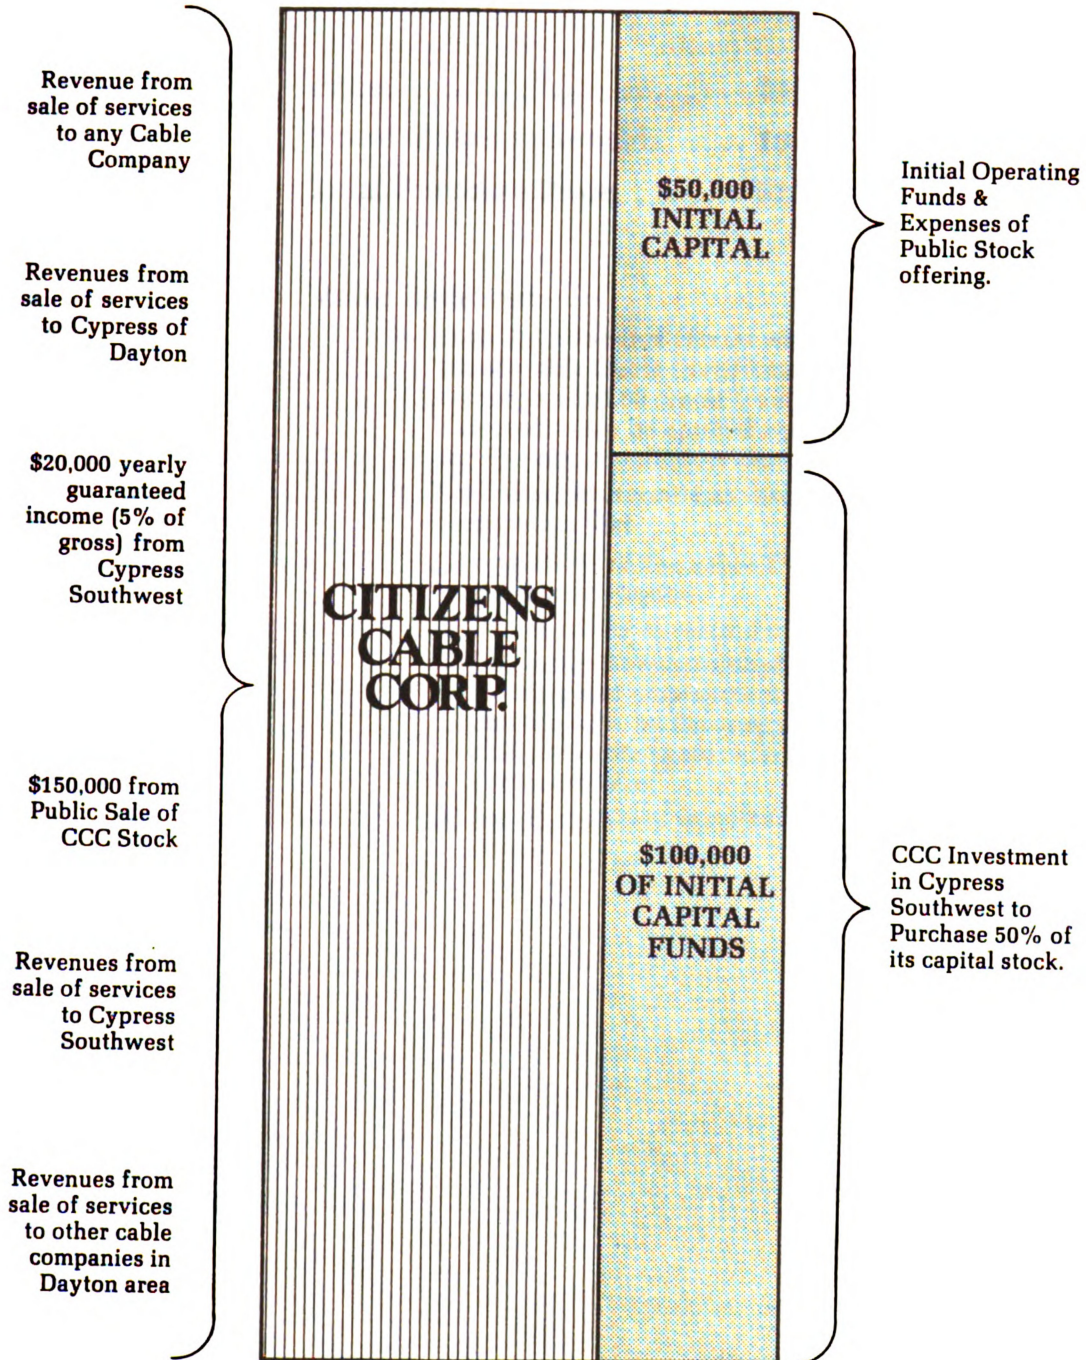 Revenue from
sale of services
to any Cable
Company
Revenues from
sale of services
to Cypress of
Dayton
$20,000 yearly
guaranteed
income (5% of
gross) from
Cypress
Southwest
$150,000 from
Public Sale of
CCC Stock
Revenues from
sale of services
to Cypress
Southwest
Revenues from
sale of services
to other cable
companies in
Dayton area
CITIZENS
CABLE
CORP.
$50,000
INITIAL
CAPITAL
$100,000
OF INITIAL
CAPITAL
FUNDS
Initial Operating
Funds &
Expenses of
Public Stock
offering.
CCC Investment
in Cypress
Southwest to
Purchase 50% of
its capital stock.